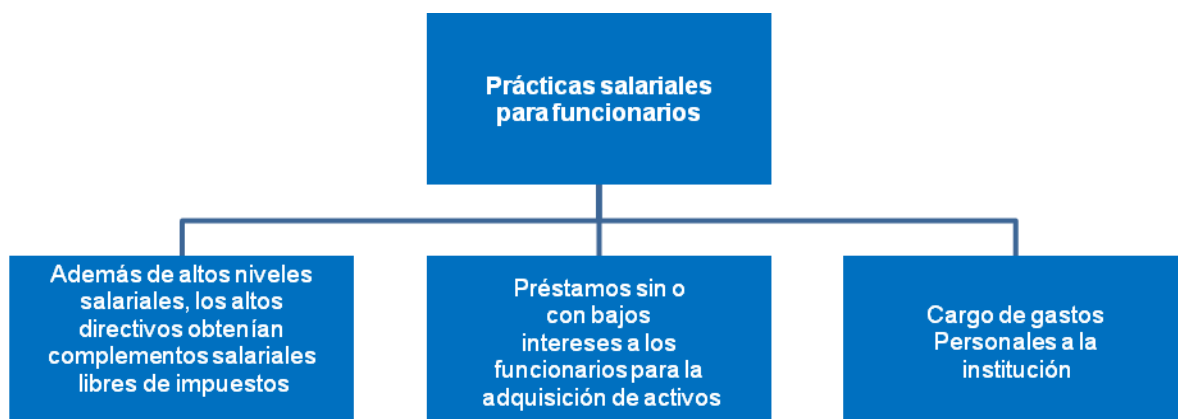 Prácticas salariales
para funcionarios
Además de altos niveles
salariales, los altos
directivos obtenían
complementos salariales
libres de impuestos
Préstamos sin o
con bajos
intereses a los
funcionarios para la
adquisición de activos
Cargo de gastos
Personales a la
institución